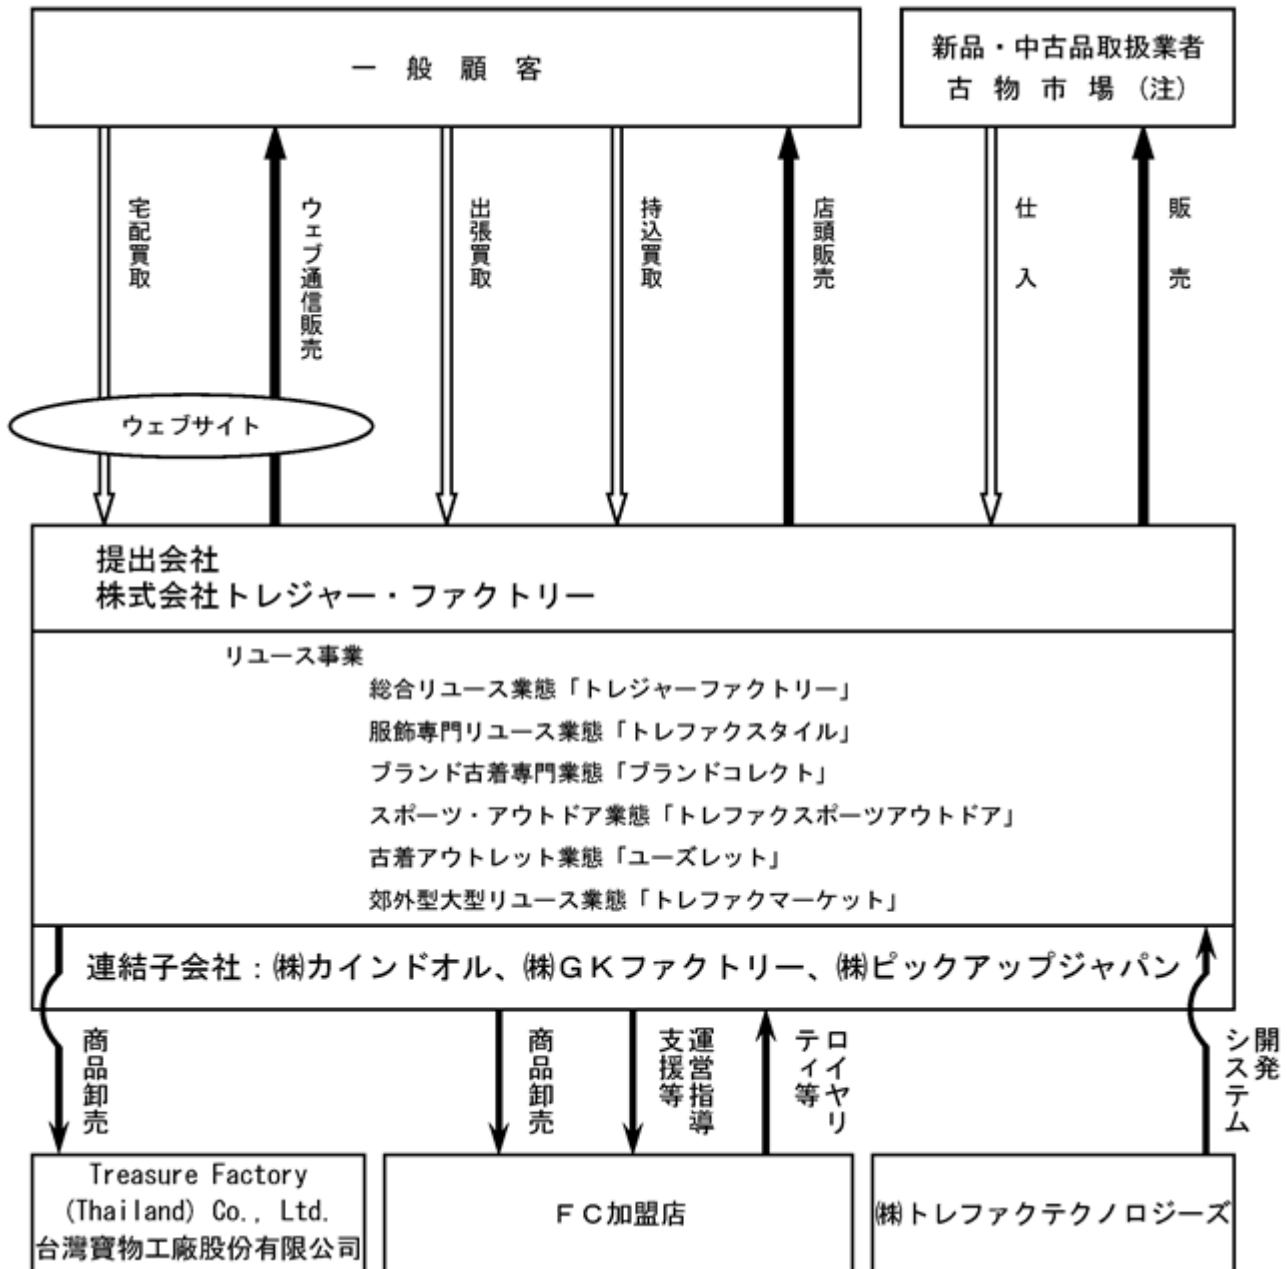 一般顧客
新品・中古品取扱業者
古物市場（注）
宅配買取
ウェブ通信販売
出張買取
持込買取
店頭販売
仕入
販売
ウェブサイト
提出会社
株式会社トレジャー・ファクトリー
リユース事業
総合リユース業態「トレジャーファクトリー」
服飾専門リユース業態「トレファクスタイル」
ブランド古着専門業態「ブランドコレクト」
スポーツ・アウトドア業態「トレファクスポーツアウトドア」
古着アウトレット業態「ユーズレット」
郊外型大型リユース業態「トレファクマーケット」
連結子会社：㈱カインドオル、㈱ＧＫファクトリー、㈱ピックアップジャパン
商品卸売
商品卸売
運営指導
支援等
ロイヤリ
ティ等
開発
システム
Treasure Factory
(Thailand) Co., Ltd.
台灣寶物工廠股份有限公司
ＦＣ加盟店
㈱トレファクテクノロジーズ